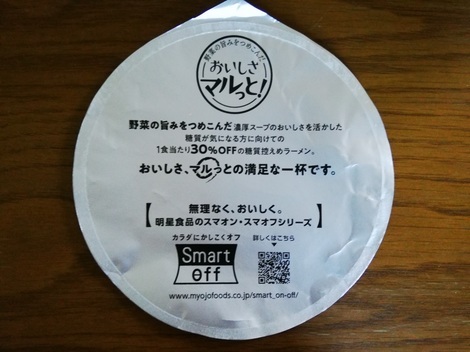 野菜の旨みをつめこんだ
おいしさ
マルっと!
野菜の旨みをつめこんだ濃厚スープのおいしさを活かした
糖質が気になる方に向けての
1食当たり30%OFFの糖質控えめラーメン。
おいしさ、マルっとの満足な一杯です。
【無理なく、おいしく。
明星食品のスマオン・スマオフシリーズ】
カラダにかしこくオフ
詳しくはこちら
Smart
Off
www.myojofoods.co.jp/smart_on-off/